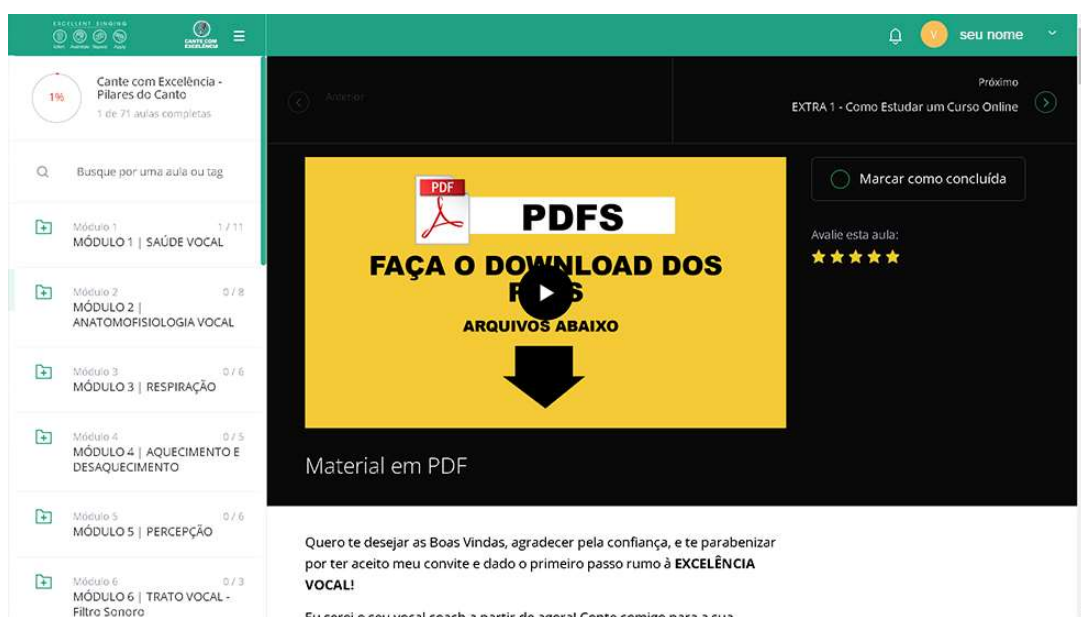 EXCELLENT SINGING
CANTE COM
EXCELÊNCIA
V
seu nome
1%
Cante com Excelência -
Pilares do Canto
1 de 71 aulas completas
Anterior
Próximo
EXTRA 1 - Como Estudar um Curso Online
Busque por uma aula ou tag
Módulo 1 1 / 11
MÓDULO 1 | SAÚDE VOCAL
Módulo 2 0 / 8
MÓDULO 2 |
ANATOMOFISIOLOGIA VOCAL
Módulo 3 0 / 6
MÓDULO 3 | RESPIRAÇÃO
Módulo 4 0 / 5
MÓDULO 4 | AQUECIMENTO E
DESAQUECIMENTO
Módulo 5 0 / 6
MÓDULO 5 | PERCEPÇÃO
Módulo 6 0 / 3
MÓDULO 6 | TRATO VOCAL -
Filtro Sonoro
PDF
PDFS
FAÇA O DOWNLOAD DOS
ARQUIVOS ABAIXO
Marcar como concluída
Avalie esta aula:
Material em PDF
Quero te desejar as Boas Vindas, agradecer pela confiança, e te parabenizar
por ter aceito meu convite e dado o primeiro passo rumo à EXCELÊNCIA
VOCAL!